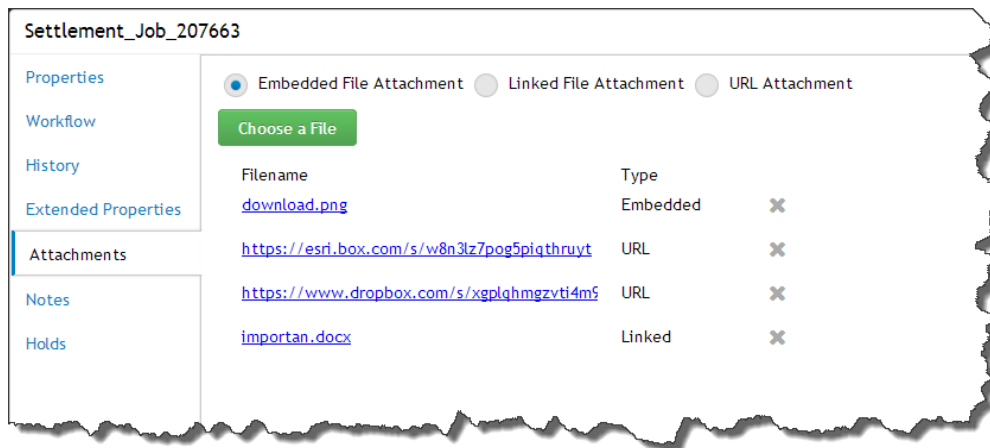 Settlement_Job_207663
Properties
Workflow
History
Extended Properties
Attachments
Notes
Holds
Embedded File Attachment Linked File Attachment URL Attachment
Choose a File
Filename Type
download.png Embedded
https://esri.box.com/s/w8n3lz7pog5piqthruyt URL
https://www.dropbox.com/s/xgplqhmgzvti4m9 URL
importan.docx Linked